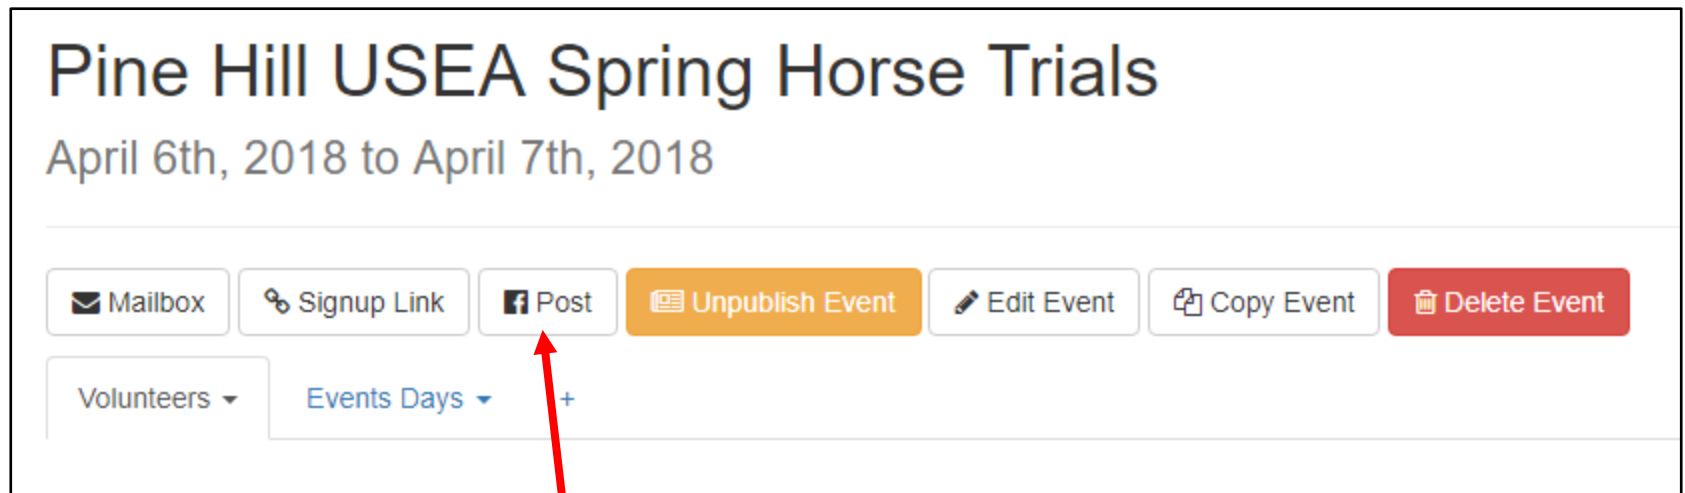 Pine Hill USEA Spring Horse Trials
April 6th, 2018 to April 7th, 2018
Mailbox Signup Link Post Unpublish Event Edit Event Copy Event Delete Event
Volunteers Events Days +